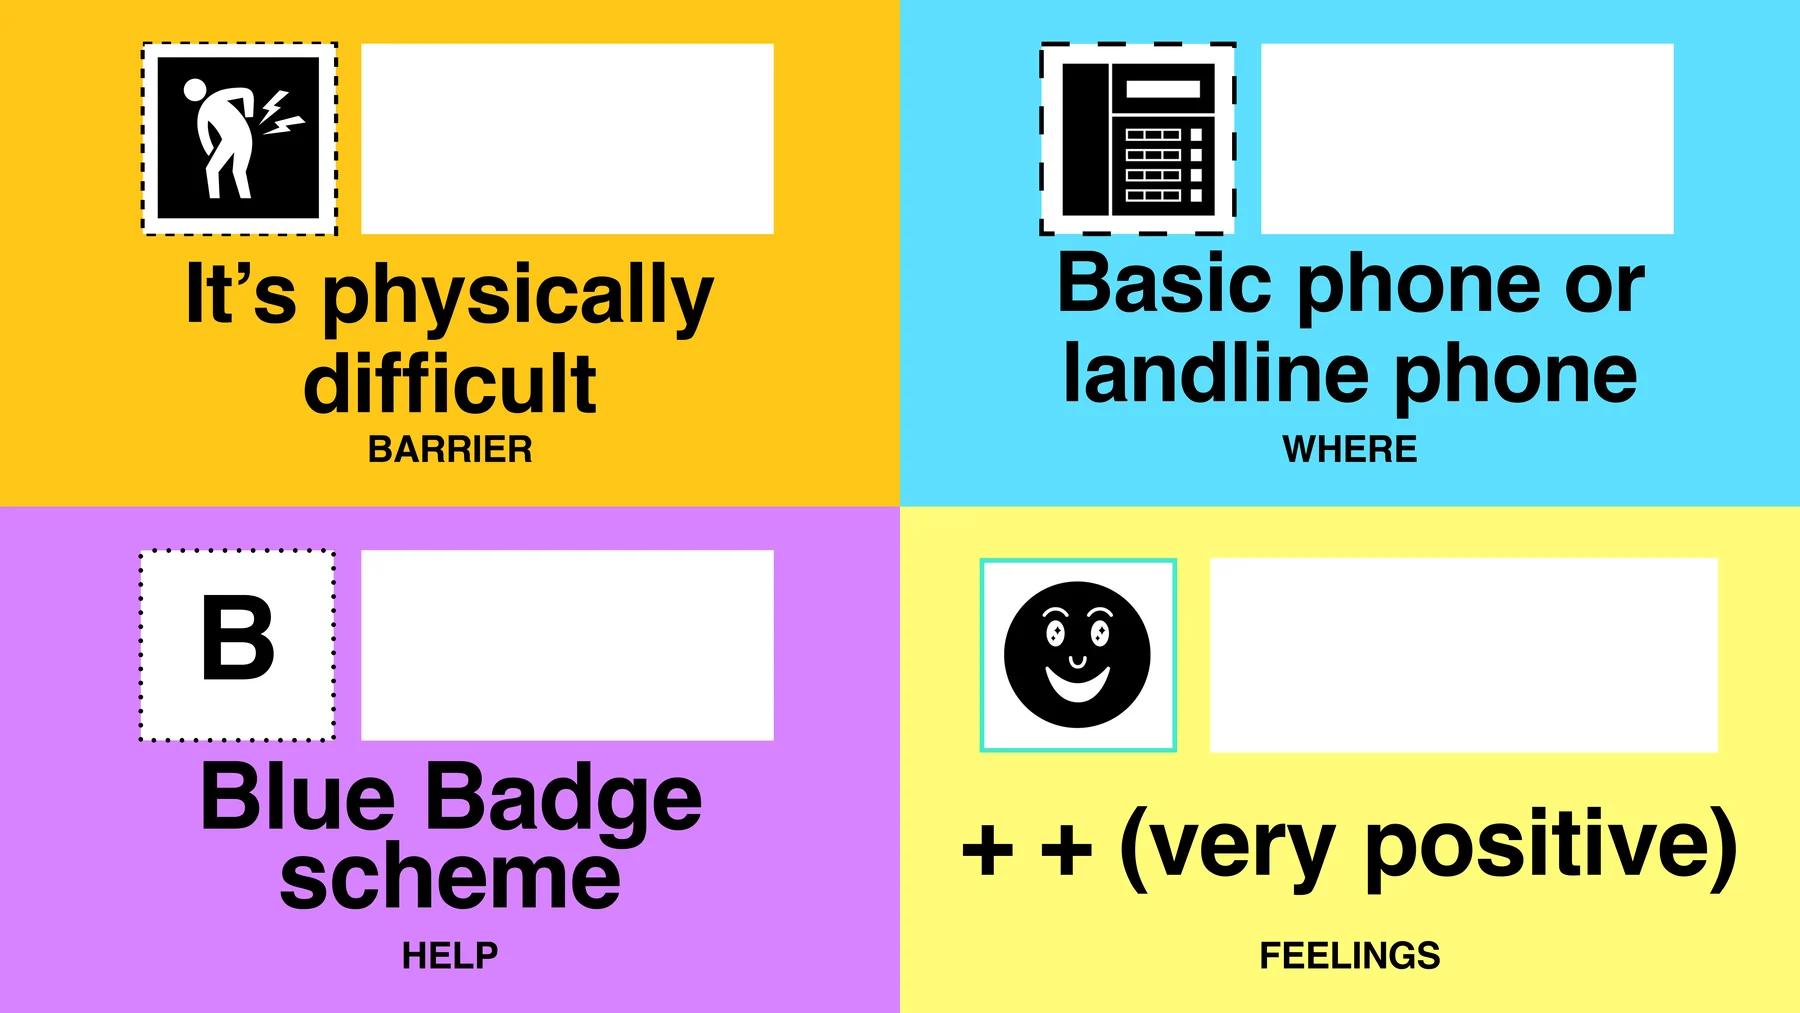 It’s physically
difficult
BARRIER
Basic phone or
landline phone
WHERE
B
Blue Badge
scheme
HELP
+ + (very positive)
FEELINGS